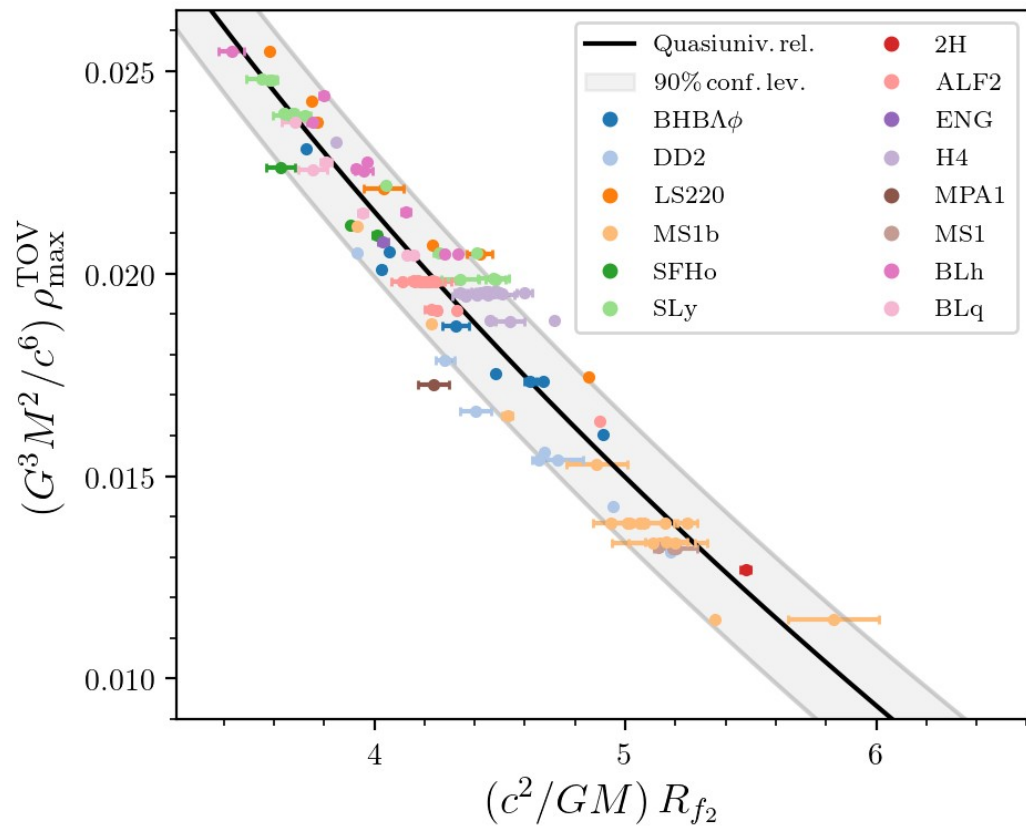 0.025
0.020
0.015
0.010
(G³M²/c⁶) ρ_max^TOV
4
5
6
(c²/GM) R_f₂
Quasiuniv. rel.
90% conf. lev.
BHBΛϕ
DD2
LS220
MS1b
SFHo
SLy
2H
ALF2
ENG
H4
MPA1
MS1
BLh
BLq